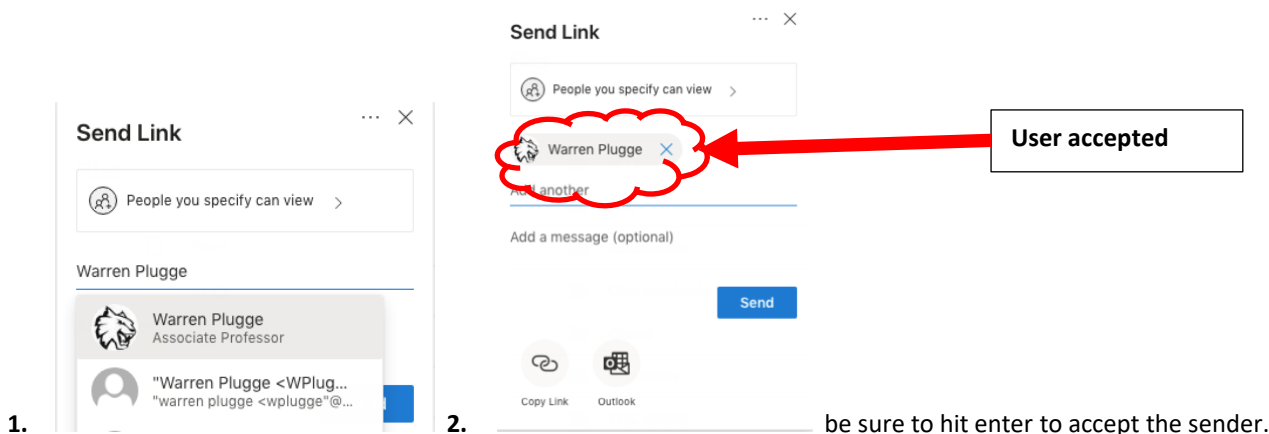 Send Link
People you specify can view
Warren Plugge
Warren Plugge
Associate Professor
"Warren Plugge <WPlug...
"warren plugge <wplugge"@...
1.
Send Link
People you specify can view
Warren Plugge
Add another
Add a message (optional)
Send
Copy Link
Outlook
User accepted
2.
be sure to hit enter to accept the sender.